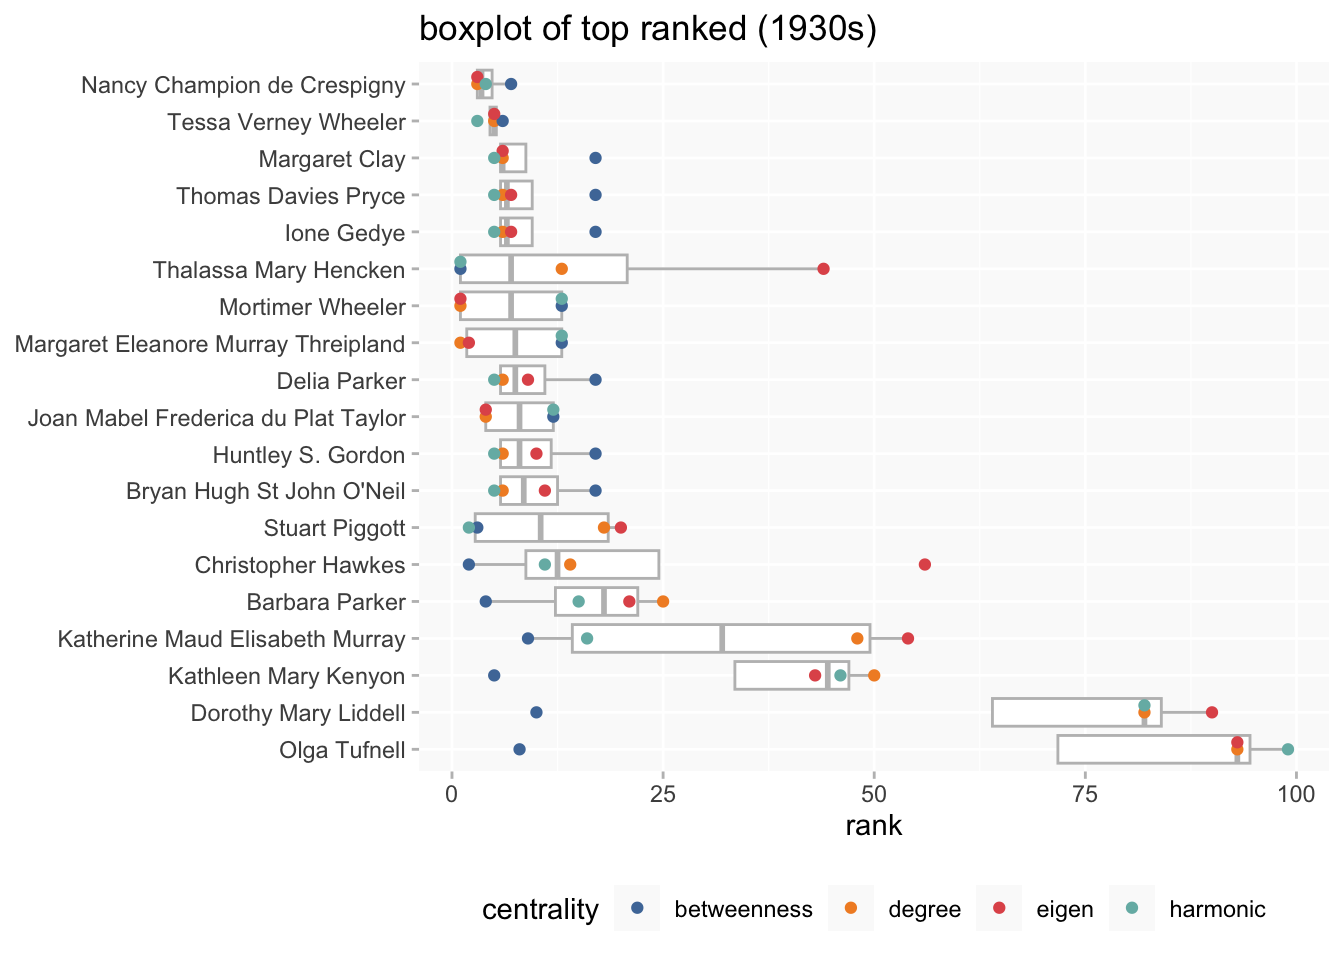 boxplot of top ranked (1930s)
Nancy Champion de Crespigny
Tessa Verney Wheeler
Margaret Clay
Thomas Davies Pryce
Ione Gedye
Thalassa Mary Hencken
Mortimer Wheeler
Margaret Eleanore Murray Threipland
Delia Parker
Joan Mabel Frederica du Plat Taylor
Huntley S. Gordon
Bryan Hugh St John O'Neil
Stuart Piggott
Christopher Hawkes
Barbara Parker
Katherine Maud Elisabeth Murray
Kathleen Mary Kenyon
Dorothy Mary Liddell
Olga Tufnell
0 25 50 75 100
rank
centrality betweenness degree eigen harmonic